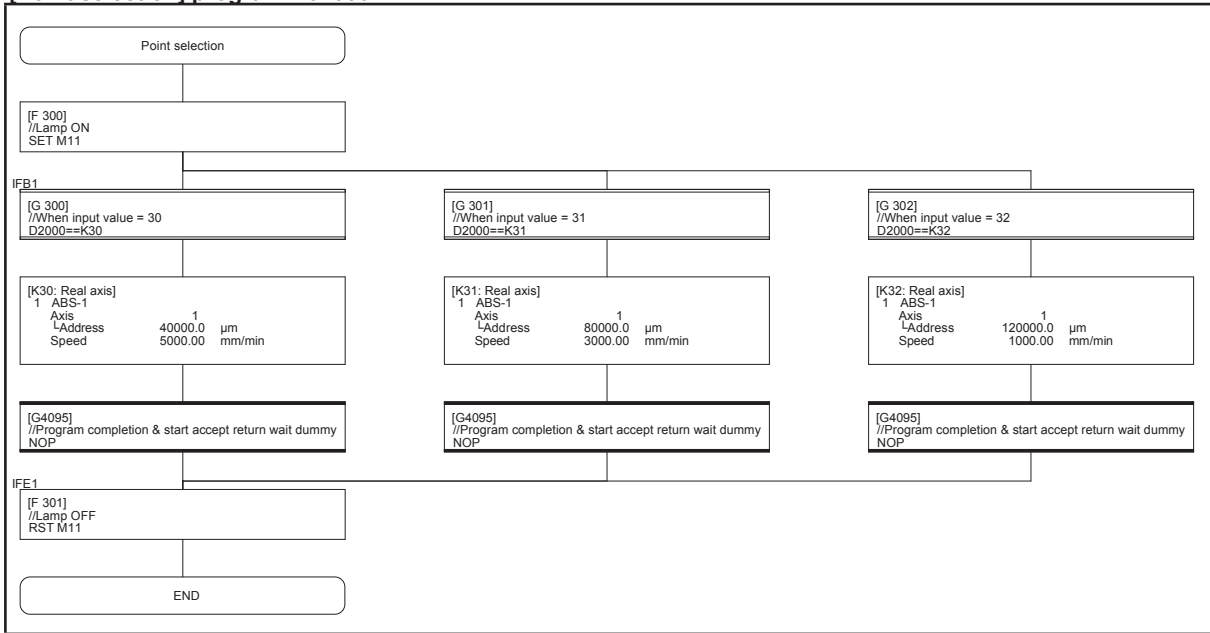 Point selection
[F 300]
//Lamp ON
SET M11
IFB1
[G 300]
//When input value = 30
D2000==K30
[G 301]
//When input value = 31
D2000==K31
[G 302]
//When input value = 32
D2000==K32
[K30: Real axis]
1 ABS-1
Axis 1
└Address 40000.0 µm
Speed 5000.00 mm/min
[K31: Real axis]
1 ABS-1
Axis 1
└Address 80000.0 µm
Speed 3000.00 mm/min
[K32: Real axis]
1 ABS-1
Axis 1
└Address 120000.0 µm
Speed 1000.00 mm/min
[G4095]
//Program completion & start accept return wait dummy
NOP
[G4095]
//Program completion & start accept return wait dummy
NOP
[G4095]
//Program completion & start accept return wait dummy
NOP
IFE1
[F 301]
//Lamp OFF
RST M11
END